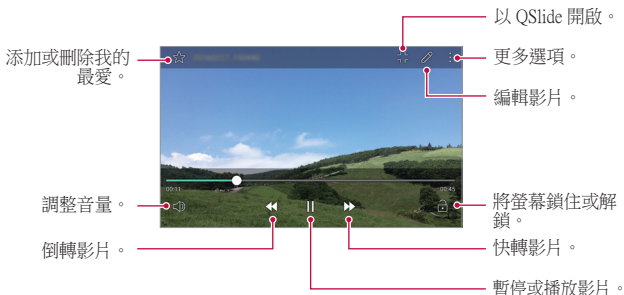 以 QSlide 開啟。
添加或刪除我的
最愛。
更多選項。
編輯影片。
00:11
00:45
調整音量。
將螢幕鎖住或解
鎖。
倒轉影片。
快轉影片。
暫停或播放影片。